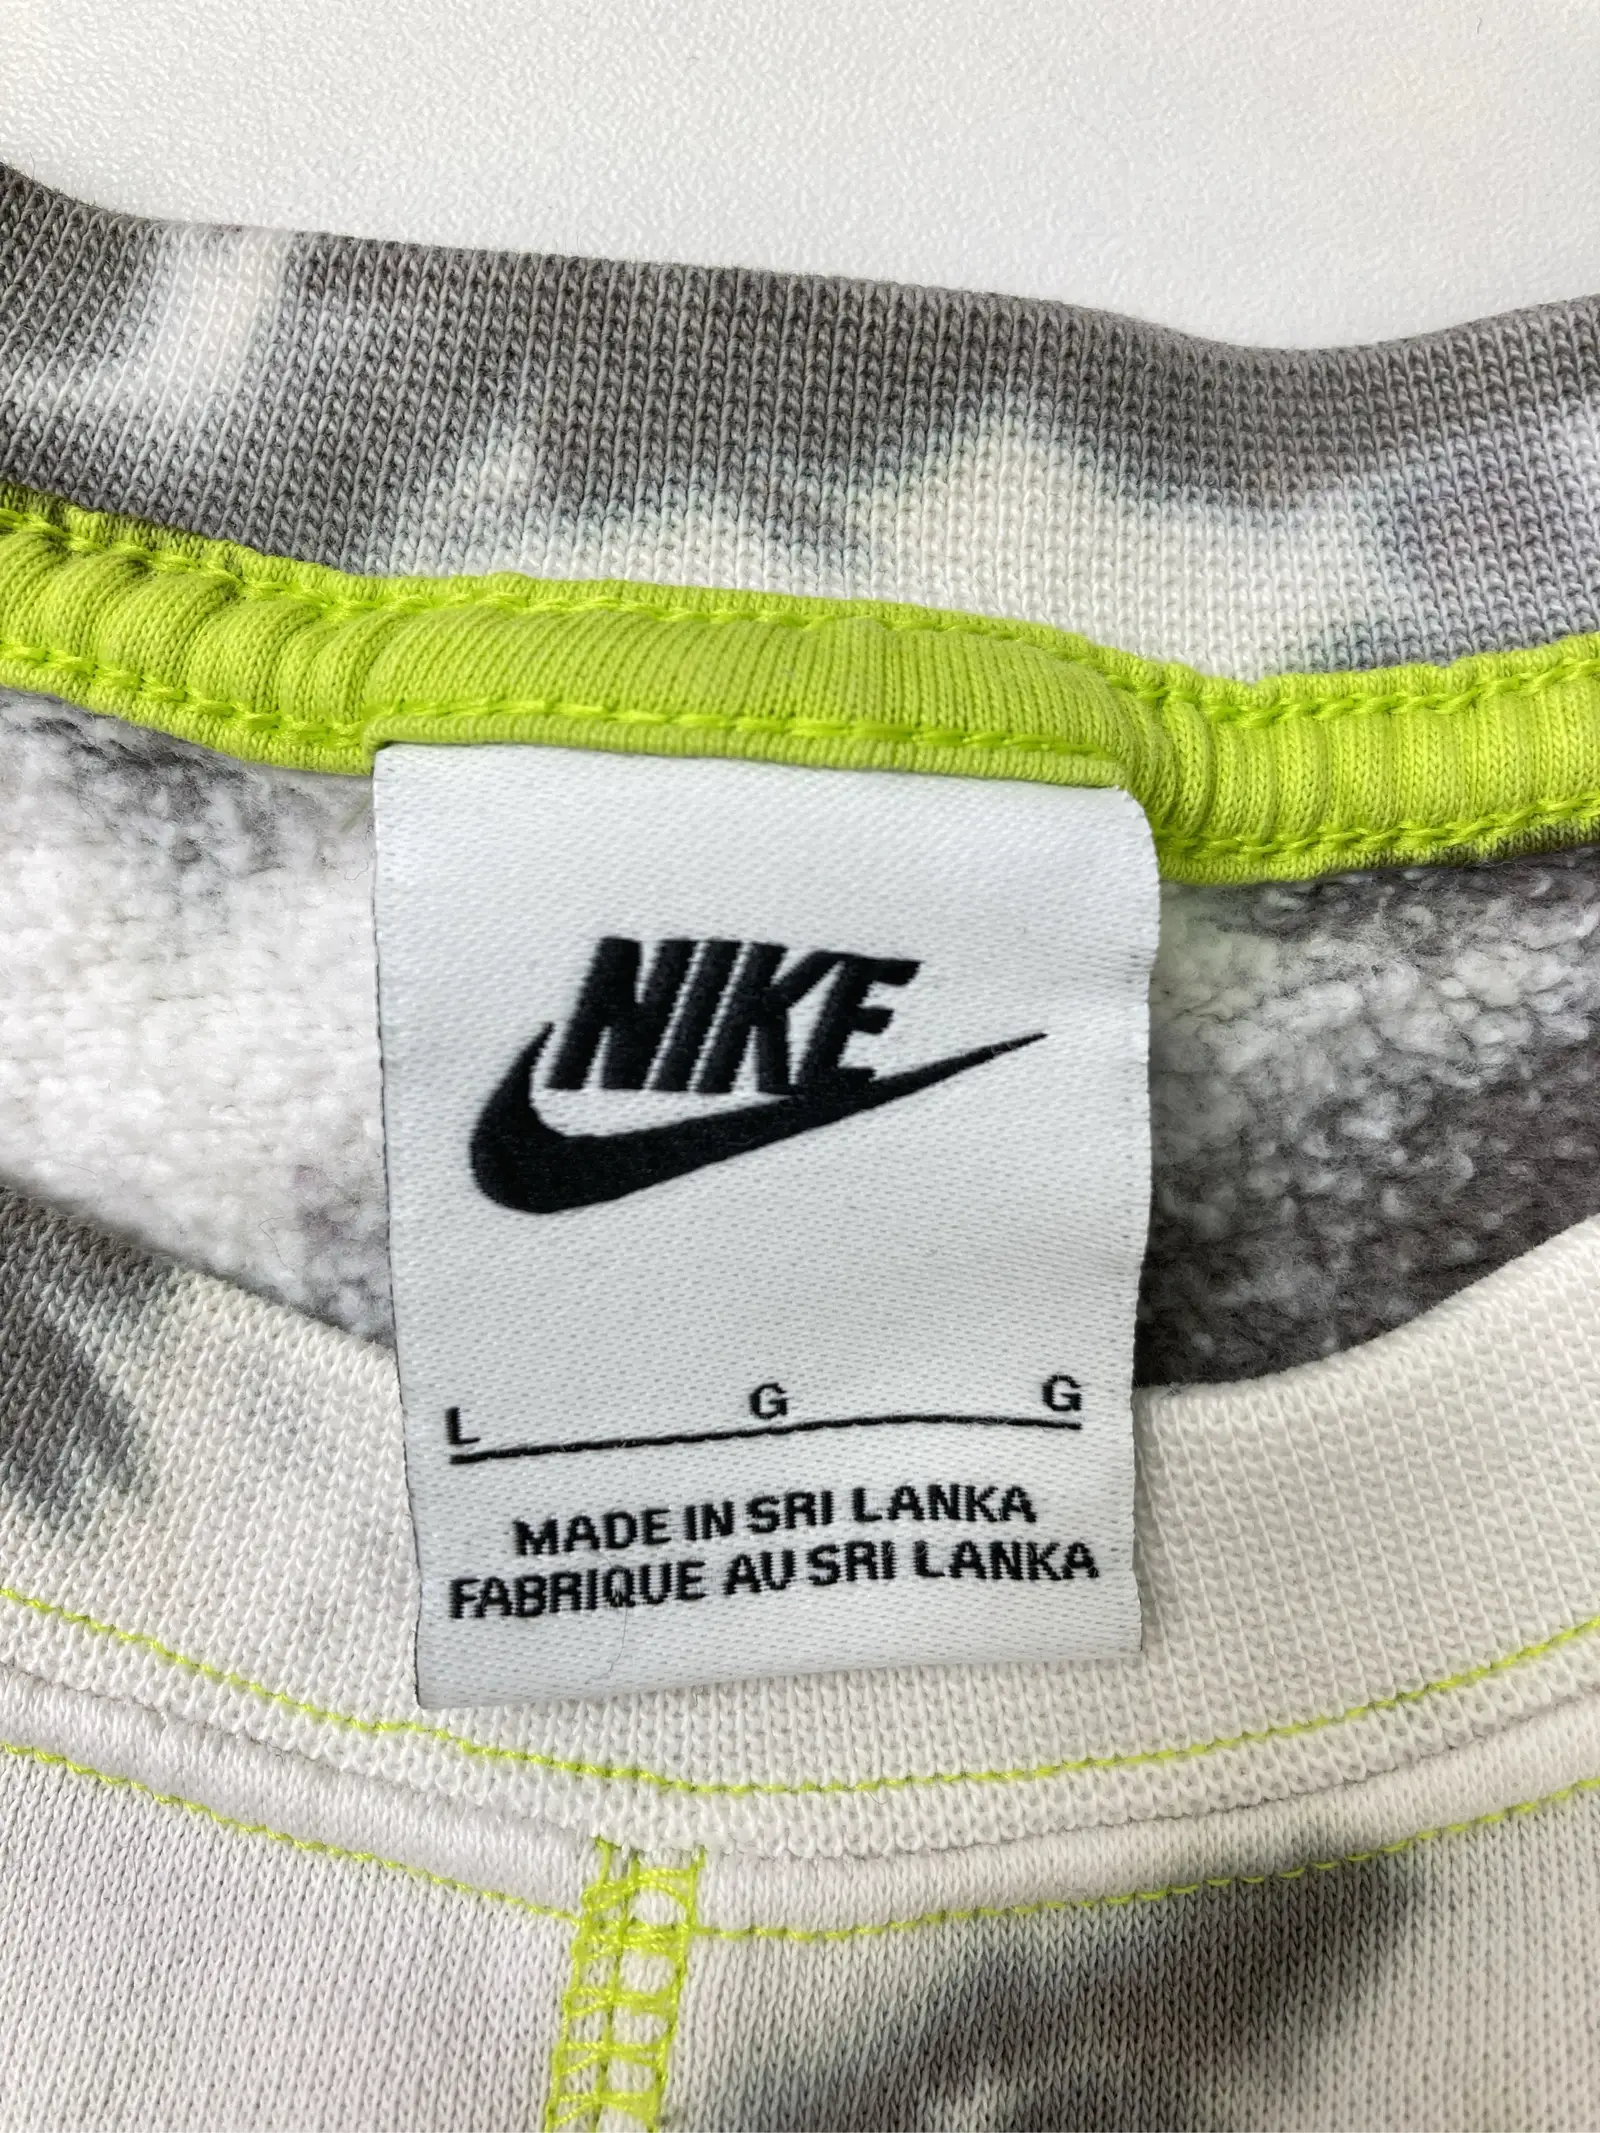 NIKE
L G G
MADE IN SRI LANKA
FABRIQUE AU SRI LANKA